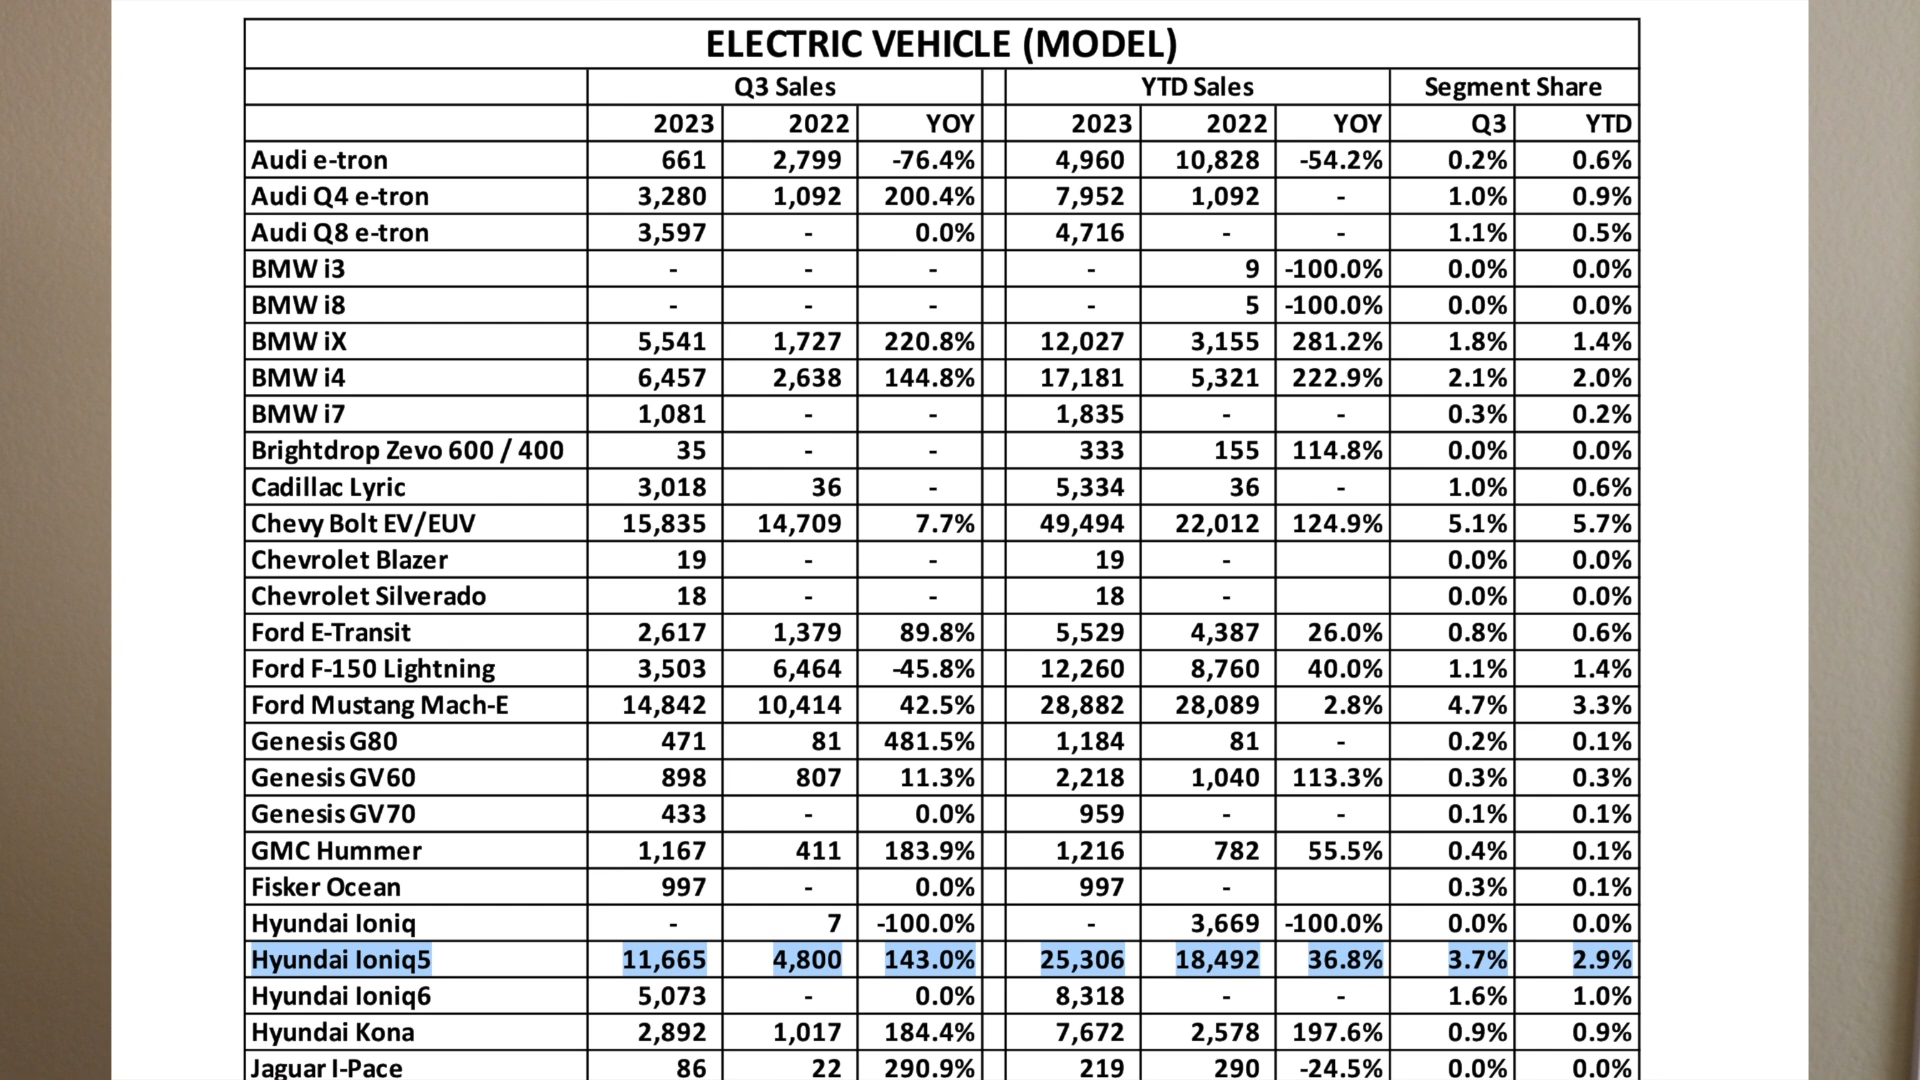 ELECTRIC VEHICLE (MODEL)
Q3 Sales YTD Sales Segment Share
2023 2022 YOY 2023 2022 YOY Q3 YTD
Audi e-tron 661 2,799 -76.4% 4,960 10,828 -54.2% 0.2% 0.6%
Audi Q4 e-tron 3,280 1,092 200.4% 7,952 1,092 - 1.0% 0.9%
Audi Q8 e-tron 3,597 - 0.0% 4,716 - - 1.1% 0.5%
BMW i3 - - - - 9 -100.0% 0.0% 0.0%
BMW i8 - - - - 5 -100.0% 0.0% 0.0%
BMW iX 5,541 1,727 220.8% 12,027 3,155 281.2% 1.8% 1.4%
BMW i4 6,457 2,638 144.8% 17,181 5,321 222.9% 2.1% 2.0%
BMW i7 1,081 - - 1,835 - - 0.3% 0.2%
Brightdrop Zevo 600 / 400 35 - - 333 155 114.8% 0.0% 0.0%
Cadillac Lyric 3,018 36 - 5,334 36 - 1.0% 0.6%
Chevy Bolt EV/EUV 15,835 14,709 7.7% 49,494 22,012 124.9% 5.1% 5.7%
Chevrolet Blazer 19 - - 19 - 0.0% 0.0%
Chevrolet Silverado 18 - - 18 - 0.0% 0.0%
Ford E-Transit 2,617 1,379 89.8% 5,529 4,387 26.0% 0.8% 0.6%
Ford F-150 Lightning 3,503 6,464 -45.8% 12,260 8,760 40.0% 1.1% 1.4%
Ford Mustang Mach-E 14,842 10,414 42.5% 28,882 28,089 2.8% 4.7% 3.3%
Genesis G80 471 81 481.5% 1,184 81 - 0.2% 0.1%
Genesis GV60 898 807 11.3% 2,218 1,040 113.3% 0.3% 0.3%
Genesis GV70 433 - 0.0% 959 - - 0.1% 0.1%
GMC Hummer 1,167 411 183.9% 1,216 782 55.5% 0.4% 0.1%
Fisker Ocean 997 - 0.0% 997 - 0.3% 0.1%
Hyundai Ioniq - 7 -100.0% - 3,669 -100.0% 0.0% 0.0%
Hyundai Ioniq5 11,665 4,800 143.0% 25,306 18,492 36.8% 3.7% 2.9%
Hyundai Ioniq6 5,073 - 0.0% 8,318 - - 1.6% 1.0%
Hyundai Kona 2,892 1,017 184.4% 7,672 2,578 197.6% 0.9% 0.9%
Jaguar I-Pace 86 22 290.9% 219 290 -24.5% 0.0% 0.0%